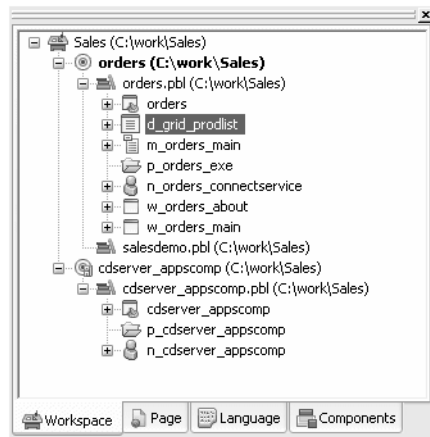 Sales (C:\work\Sales)
orders (C:\work\Sales)
orders.pbl (C:\work\Sales)
orders
d_grid_prodlist
m_orders_main
p_orders_exe
n_orders_connectservice
w_orders_about
w_orders_main
salesdemo.pbl (C:\work\Sales)
cdserver_appscomp (C:\work\Sales)
cdserver_appscomp.pbl (C:\work\Sales)
cdserver_appscomp
p_cdserver_appscomp
n_cdserver_appscomp
Workspace Page Language Components